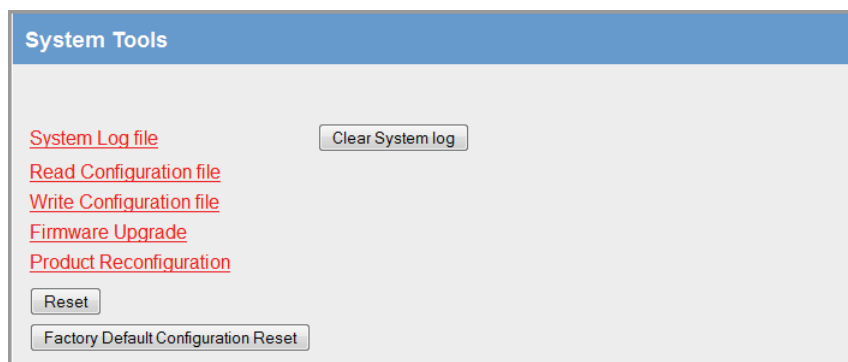 System Tools
System Log file Clear System log
Read Configuration file
Write Configuration file
Firmware Upgrade
Product Reconfiguration
Reset
Factory Default Configuration Reset